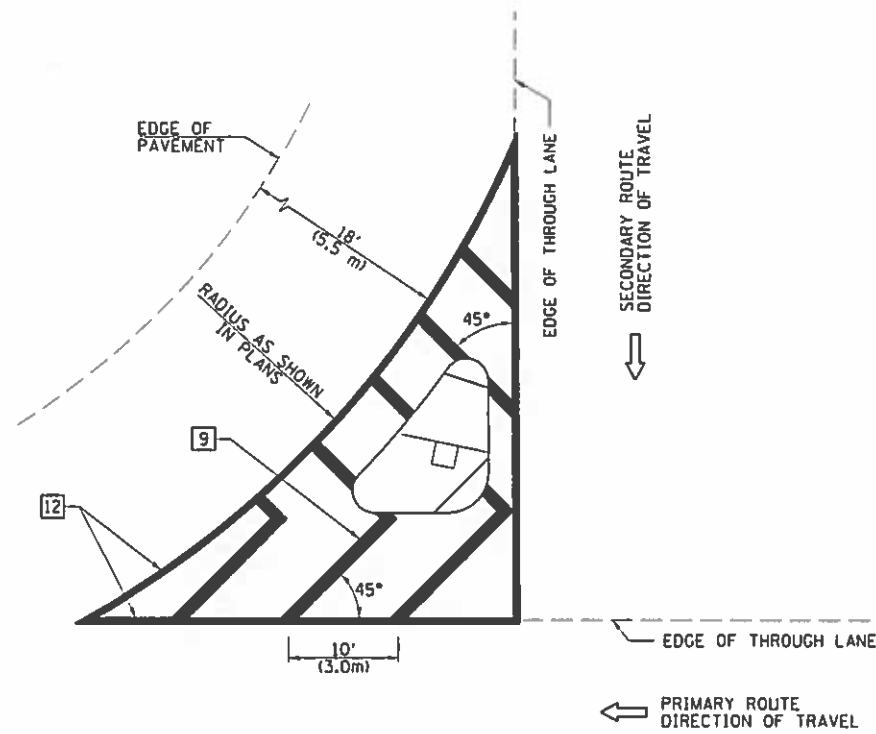 EDGE OF
PAVEMENT
EDGE OF THROUGH LANE
SECONDARY ROUTE
DIRECTION OF TRAVEL
18'
(5.5 m)
RADIUS AS SHOWN
IN PLANS
45°
9
12
45°
10'
(3.0m)
EDGE OF THROUGH LANE
PRIMARY ROUTE
DIRECTION OF TRAVEL